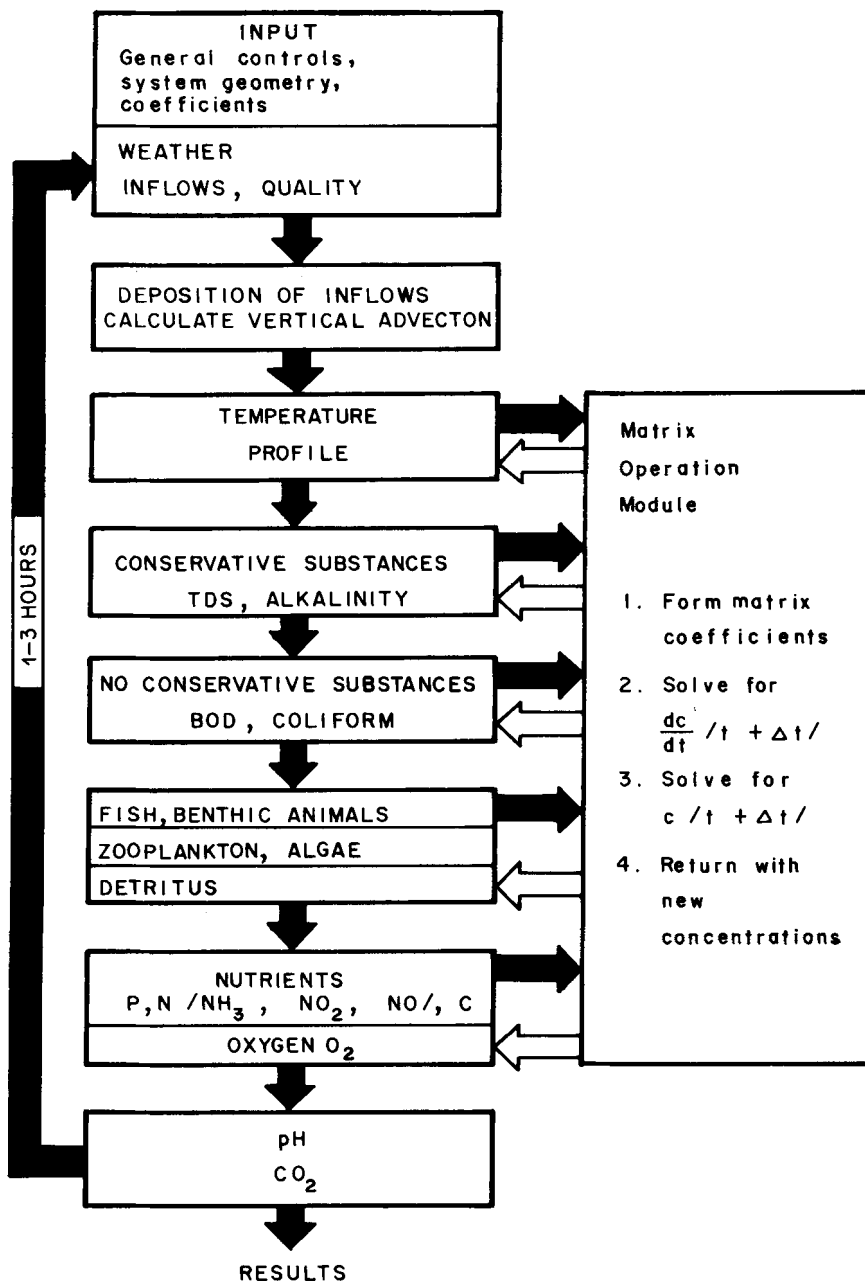 INPUT
General controls,
system geometry,
coefficients
WEATHER
INFLOWS, QUALITY
DEPOSITION OF INFLOWS
CALCULATE VERTICAL ADVECTON
TEMPERATURE
PROFILE
CONSERVATIVE SUBSTANCES
TDS, ALKALINITY
NO CONSERVATIVE SUBSTANCES
BOD, COLIFORM
FISH, BENTHIC ANIMALS
ZOOPLANKTON, ALGAE
DETRITUS
NUTRIENTS
P, N /NH₃, NO₂, NO/, C
OXYGEN O₂
pH
CO₂
RESULTS
1-3 HOURS
Matrix
Operation
Module
1. Form matrix
coefficients
2. Solve for
dc/dt /t + Δt/
3. Solve for
c /t + Δt/
4. Return with
new
concentrations